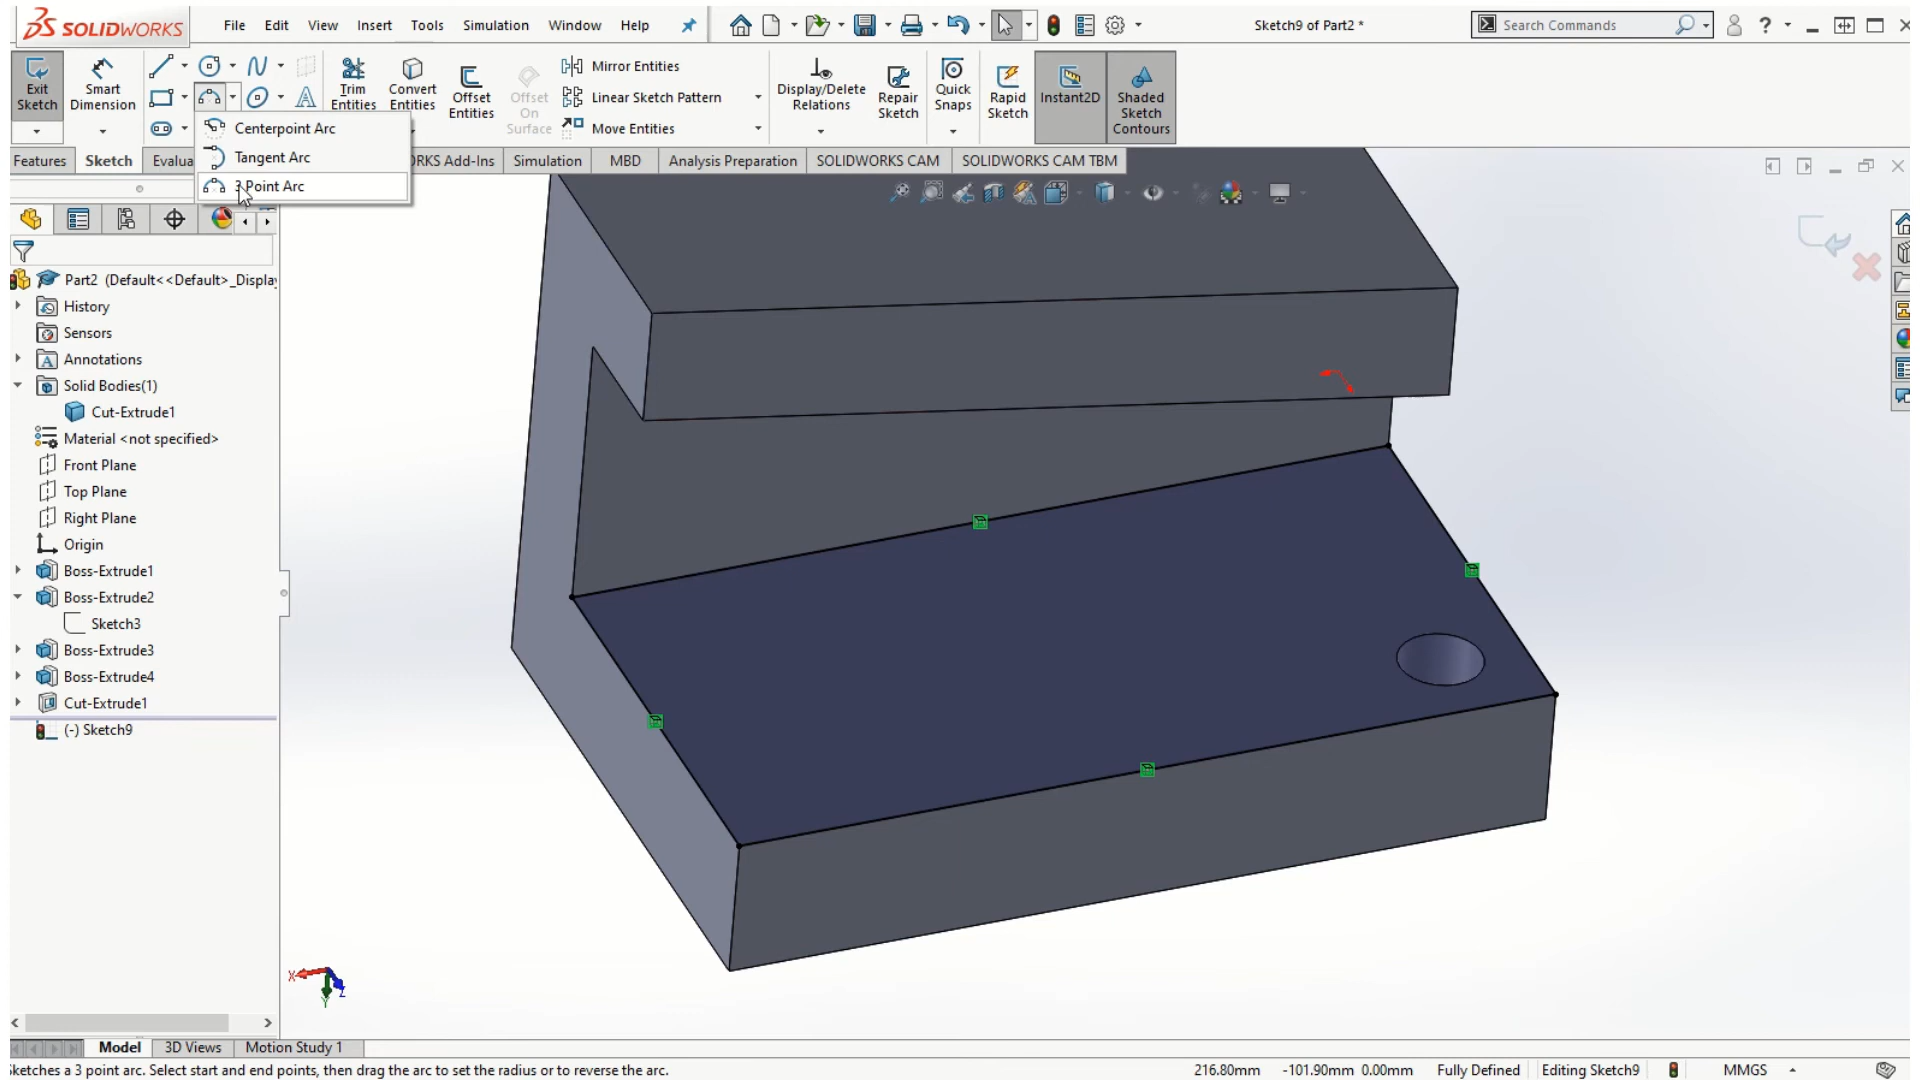 SOLIDWORKS
File Edit View Insert Tools Simulation Window Help
Sketch9 of Part2 *
Search Commands
?
Exit Sketch
Smart Dimension
Trim Entities
Convert Entities
Offset Entities
Offset On Surface
Mirror Entities
Linear Sketch Pattern
Move Entities
Display/Delete Relations
Repair Sketch
Quick Snaps
Rapid Sketch
Instant2D
Shaded Sketch Contours
Centerpoint Arc
Tangent Arc
3 Point Arc
Features Sketch Evalua ORKS Add-Ins Simulation MBD Analysis Preparation SOLIDWORKS CAM SOLIDWORKS CAM TBM
Part2 (Default<<Default>_Displa
History
Sensors
Annotations
Solid Bodies(1)
Cut-Extrude1
Material <not specified>
Front Plane
Top Plane
Right Plane
Origin
Boss-Extrude1
Boss-Extrude2
Sketch3
Boss-Extrude3
Boss-Extrude4
Cut-Extrude1
(-) Sketch9
X
Y
Z
Model 3D Views Motion Study 1
Sketches a 3 point arc. Select start and end points, then drag the arc to set the radius or to reverse the arc.
216.80mm -101.90mm 0.00mm Fully Defined Editing Sketch9 MMGS